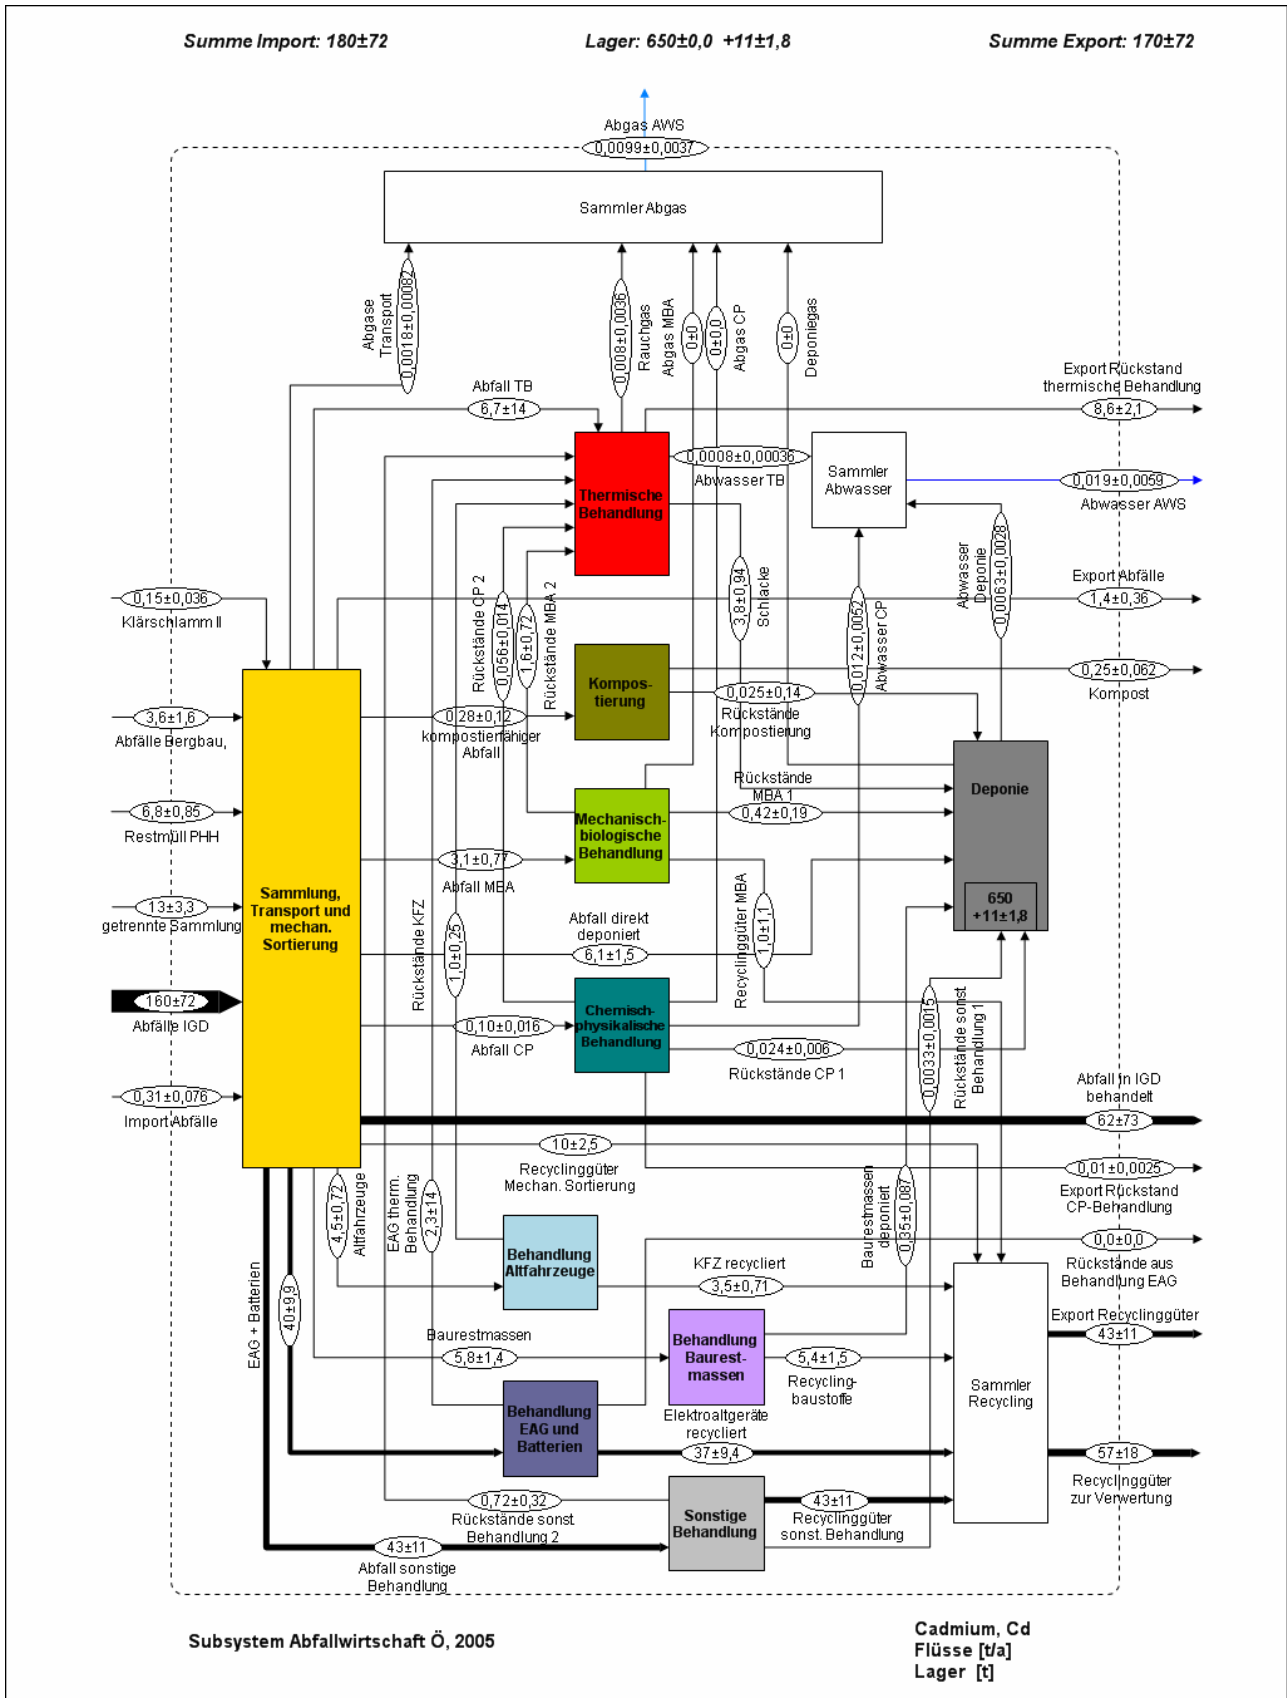 Summe Import: 180±72
Lager: 650±0,0 +11±1,8
Summe Export: 170±72
Abgas AWS
0,0099±0,0037
Sammler Abgas
Abgase
Transport
0,0018±0,00082
0,008±0,0036
Rauchgas
Abgas MBA
0±0
0±0,0
Abgas CP
0±0
Deponiegas
Abfall TB
6,7±14
Export Rückstand
thermische Behandlung
8,6±2,1
Thermische
Behandlung
0,0008±0,00036
Abwasser TB
Sammler
Abwasser
0,019±0,0059
Abwasser AWS
Rückstände CP 2
0,056±0,014
1,6±0,72
Rückstände MBA 2
3,8±0,94
Schlacke
0,012±0,0052
Abwasser CP
Abwasser
Deponie
0,0063±0,0028
Export Abfälle
1,4±0,36
0,15±0,036
Klärschlamm II
Kompos-
tierung
0,25±0,062
Kompost
0,025±0,14
Rückstände
Kompostierung
3,6±1,6
Abfälle Bergbau,
0,28±0,12
kompostierfähiger
Abfall
6,8±0,85
Restmüll PHH
Mechanisch-
biologische
Behandlung
Rückstände
MBA 1
0,42±0,19
Deponie
650
+11±1,8
3,1±0,77
Abfall MBA
Sammlung,
Transport und
mechan.
Sortierung
13±3,3
getrennte Sammlung
Rückstände KFZ
1,0±0,25
Abfall direkt
deponiert
6,1±1,5
Recyclinggüter MBA
1,0±1,1
160±72
Abfälle IGD
0,10±0,016
Abfall CP
Chemisch-
physikalische
Behandlung
0,024±0,006
Rückstände CP 1
0,0033±0,0015
Rückstände sonst.
Behandlung 1
0,31±0,076
Import Abfälle
Abfall in IGD
behandelt
62±73
10±2,5
Recyclinggüter
Mechan. Sortierung
0,01±0,0025
Export Rückstand
CP-Behandlung
4,5±0,72
Altfahrzeuge
EAG therm.
Behandlung
2,3±14
Baurestmassen
deponiert
0,35±0,087
Behandlung
Altfahrzeuge
0,0±0,0
Rückstände aus
Behandlung EAG
KFZ recycliert
3,5±0,71
EAG + Batterien
40±9,9
Export Recyclinggüter
43±11
Baurestmassen
5,8±1,4
Behandlung
Baurest-
massen
5,4±1,5
Recycling-
baustoffe
Sammler
Recycling
Behandlung
EAG und
Batterien
Elektroaltgeräte
recycliert
37±9,4
57±18
Recyclinggüter
zur Verwertung
0,72±0,32
Rückstände sonst.
Behandlung 2
Sonstige
Behandlung
43±11
Recyclinggüter
sonst. Behandlung
43±11
Abfall sonstige
Behandlung
Subsystem Abfallwirtschaft Ö, 2005
Cadmium, Cd
Flüsse [t/a]
Lager [t]